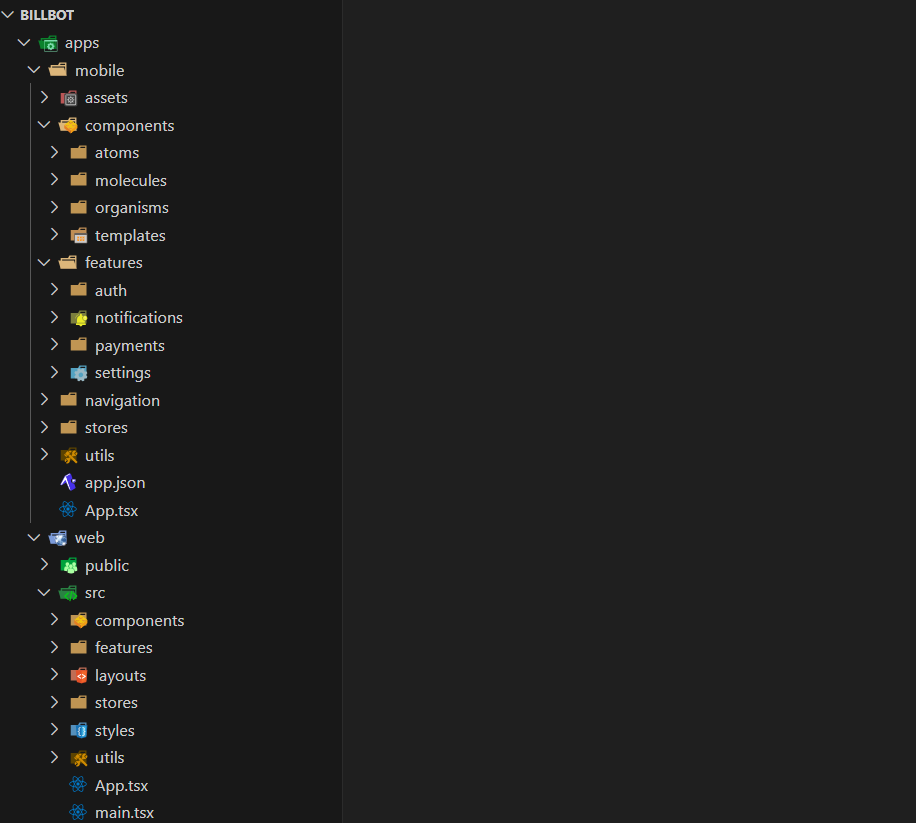 BILLBOT
apps
mobile
assets
components
atoms
molecules
organisms
templates
features
auth
notifications
payments
settings
navigation
stores
utils
app.json
App.tsx
web
public
src
components
features
layouts
stores
styles
utils
App.tsx
main.tsx